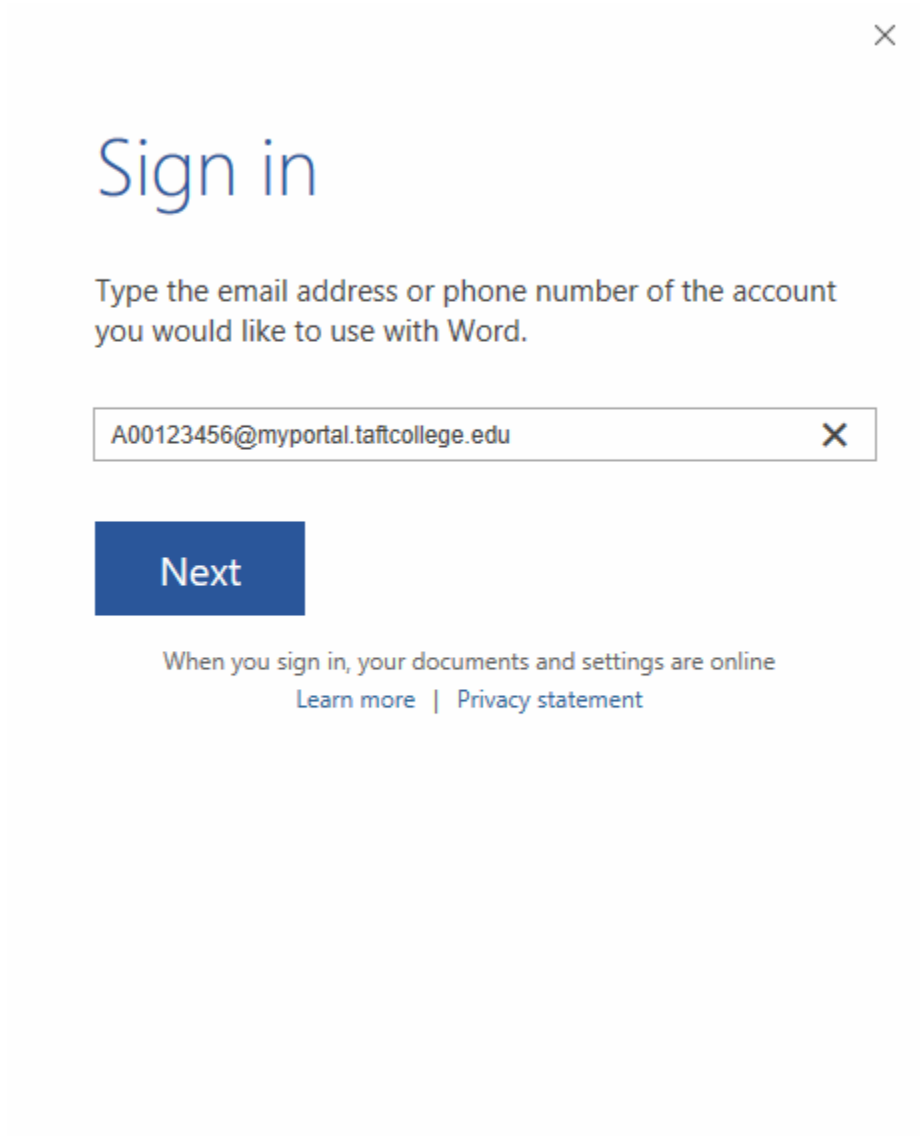 Sign in
Type the email address or phone number of the account
you would like to use with Word.
A00123456@myportal.taftcollege.edu
Next
When you sign in, your documents and settings are online
Learn more | Privacy statement